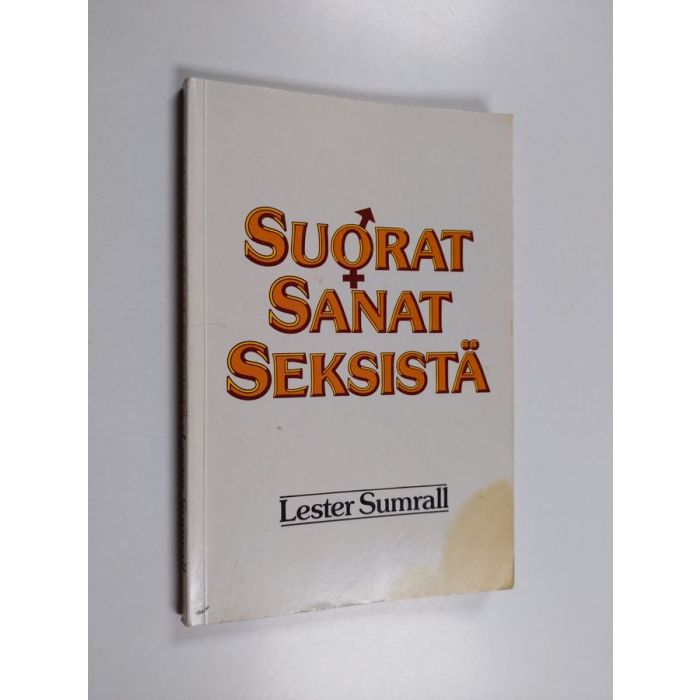 SUORAT
SANAT
SEKSISTÄ
Lester Sumrall